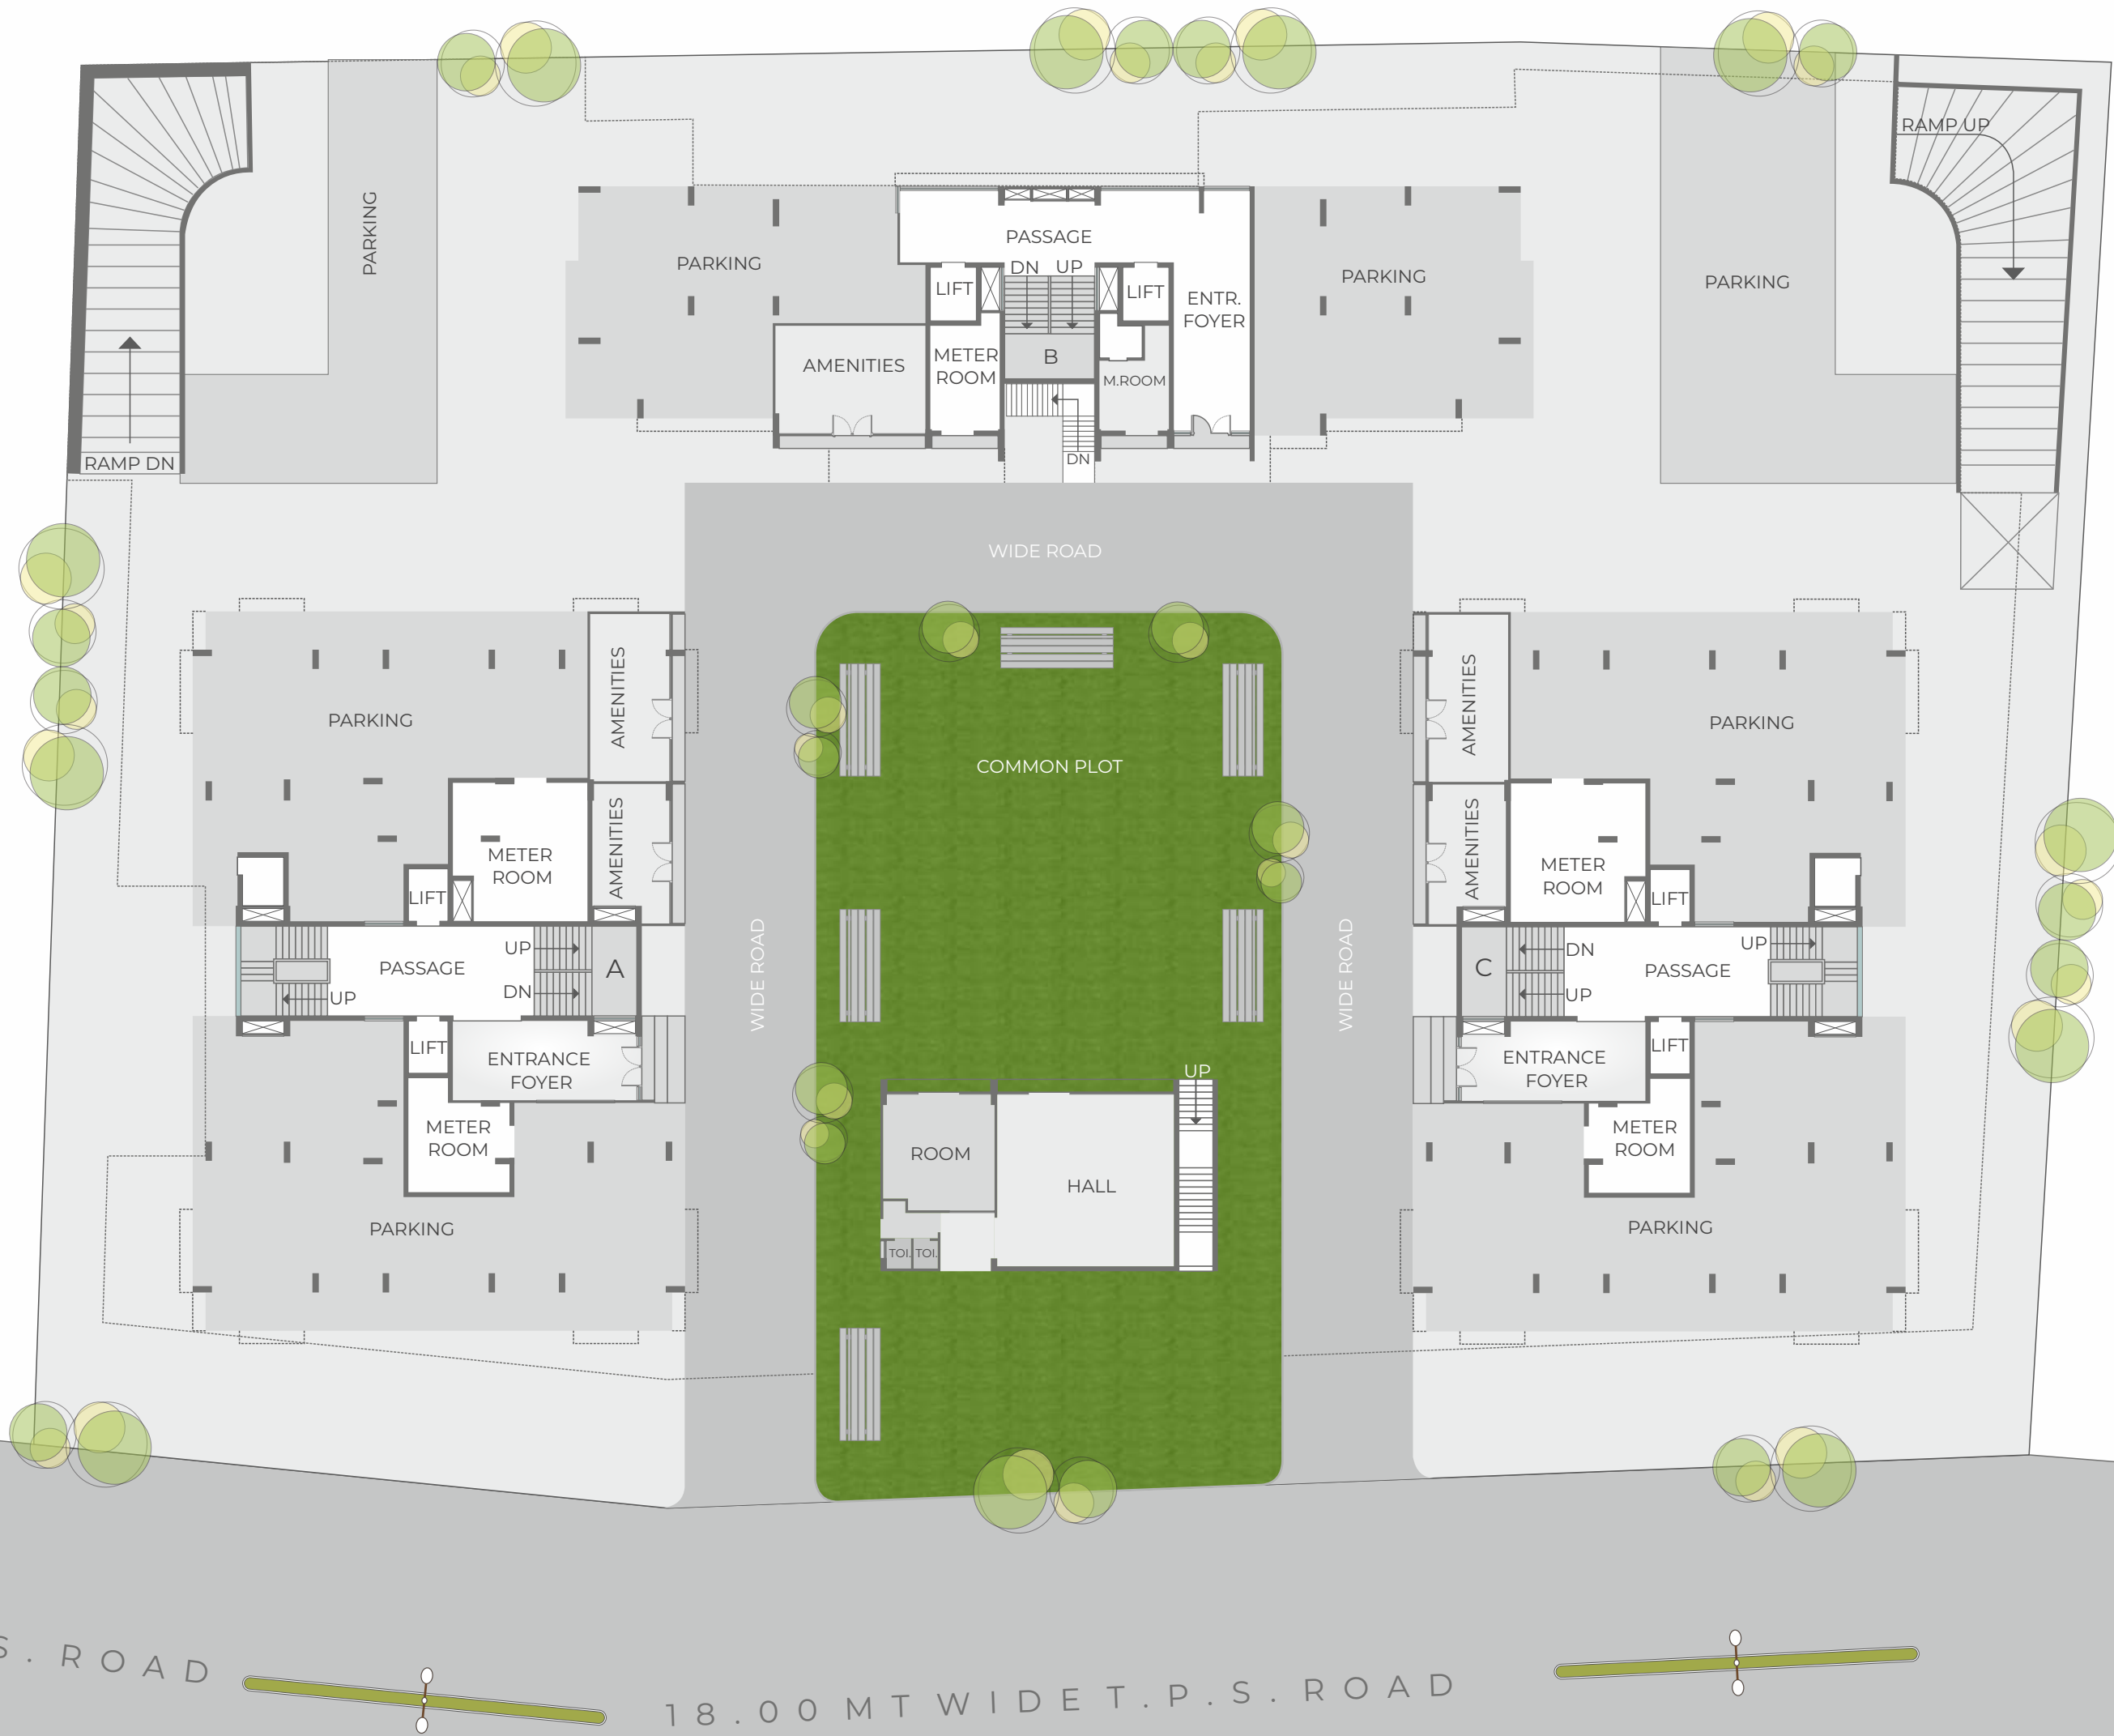 RAMP UP
PARKING
PASSAGE
PARKING
DN UP
PARKING
PARKING
LIFT
LIFT
ENTR.
FOYER
AMENITIES
METER
ROOM
B
M.ROOM
RAMP DN
DN
WIDE ROAD
PARKING
AMENITIES
AMENITIES
METER
ROOM
LIFT
UP
PASSAGE
A
UP
DN
LIFT
ENTRANCE
FOYER
METER
ROOM
PARKING
WIDE ROAD
COMMON PLOT
UP
ROOM
HALL
TOI.
TOI.
WIDE ROAD
AMENITIES
PARKING
AMENITIES
METER
ROOM
LIFT
DN
UP
C
PASSAGE
UP
ENTRANCE
FOYER
LIFT
METER
ROOM
PARKING
S. ROAD
18.00 MT WIDE T.P.S. ROAD